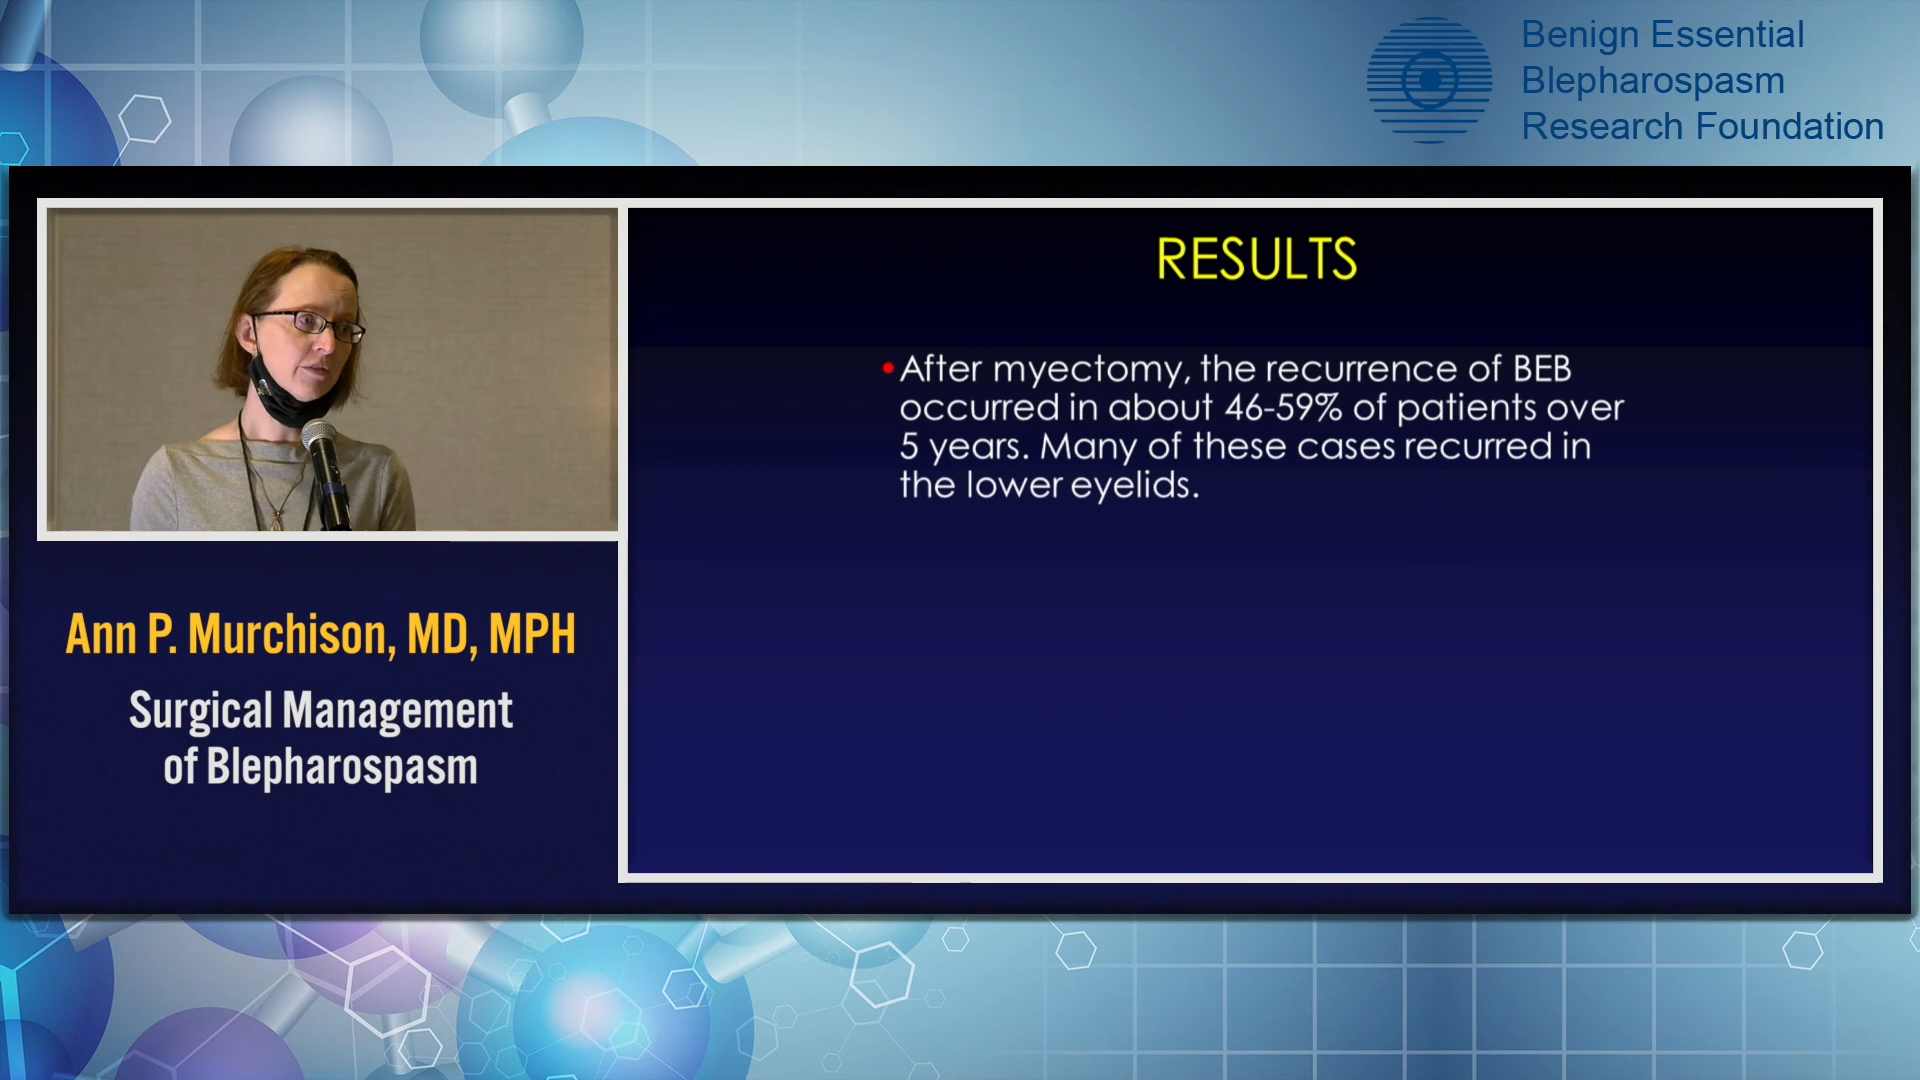 Benign Essential
Blepharospasm
Research Foundation
RESULTS
• After myectomy, the recurrence of BEB
occurred in about 46-59% of patients over
5 years. Many of these cases recurred in
the lower eyelids.
Ann P. Murchison, MD, MPH
Surgical Management
of Blepharospasm